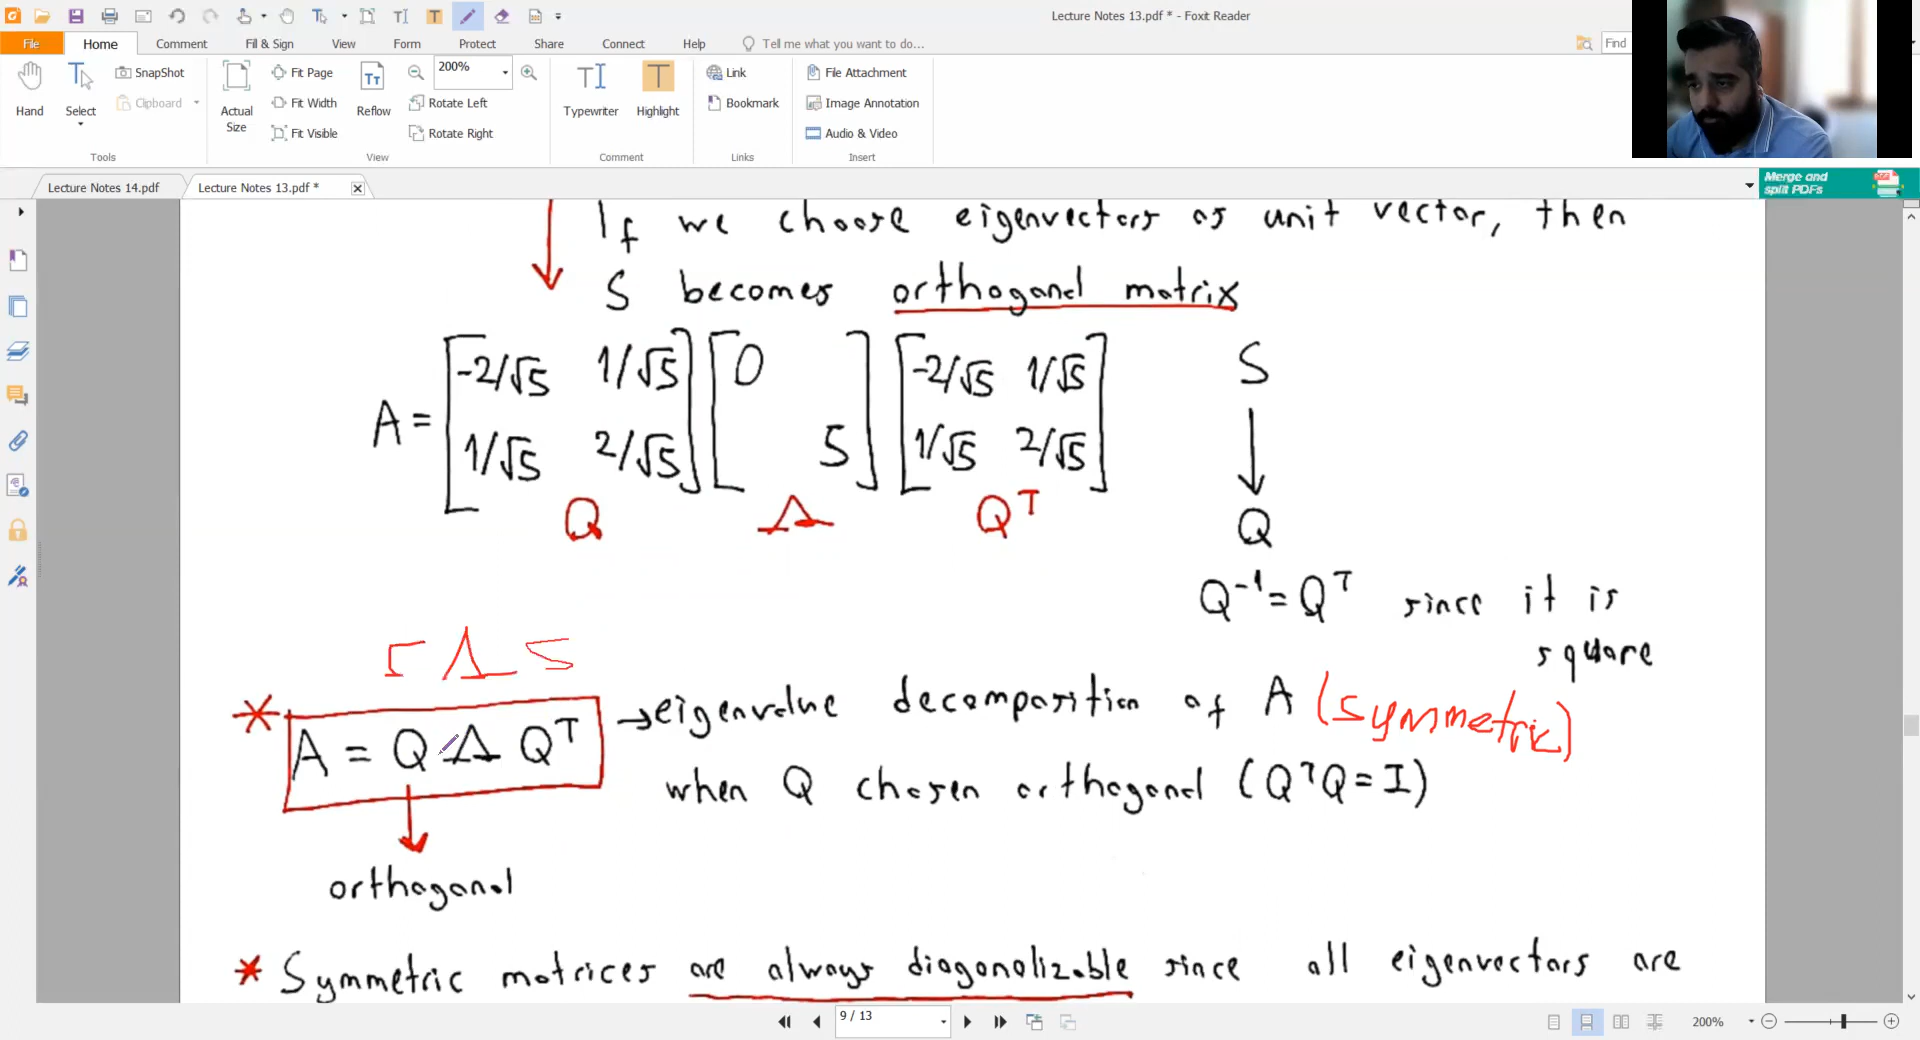 Lecture Notes 13.pdf * - Foxit Reader
File Home Comment Fill & Sign View Form Protect Share Connect Help Tell me what you want to do... Find
Hand Select SnapShot Clipboard Actual Size Fit Page Fit Width Fit Visible Reflow 200% Rotate Left Rotate Right Typewriter Highlight Link Bookmark File Attachment Image Annotation Audio & Video
Tools View Comment Links Insert
Lecture Notes 14.pdf Lecture Notes 13.pdf * Merge and split PDFs
If we choose eigenvectors as unit vector, then
S becomes orthogonal matrix
A = [-2/√5 1/√5 [0 [-2/√5 1/√5 S
1/√5 2/√5] 5] 1/√5 2/√5]
Q Λ Qᵀ Q
Q⁻¹ = Qᵀ since it is
square
S Λ S
* A = Q Λ Qᵀ → eigenvalue decomposition of A (symmetric)
when Q chosen orthogonal (QᵀQ = I)
orthogonal
* Symmetric matrices are always diagonalizable since all eigenvectors are
9 / 13 200%